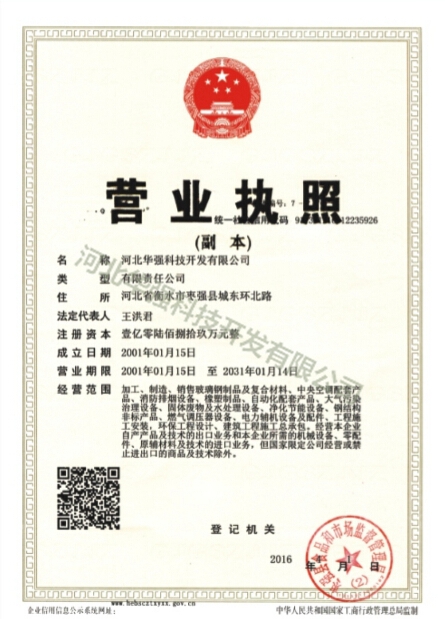 营业执照
编号: 7
统一社会信用代码 9 12235926
(副 本)
名 称 河北华强科技开发有限公司
类 型 有限责任公司
住 所 河北省衡水市枣强县城东环北路
法定代表人 王洪君
注册资本 壹亿零陆佰捌拾玖万元整
成立日期 2001年01月15日
营业期限 2001年01月15日 至 2031年01月14日
经营范围 加工、制造、销售玻璃钢制品及复合材料、中央空调配套产
品、消防排烟设备、橡塑制品、自动化配套产品、大气污染
治理设备、固体废物及水处理设备、净化节能设备、钢结构
非标产品、燃气调压器设备、电力辅机设备及配件、工程施
工安装，环保工程设计、建筑工程施工总承包。经营本企业
自产产品及技术的出口业务和本企业所需的机械设备、零配
件、原辅材料及技术的进口业务，但国家限定公司经营或禁
止进出口的商品及技术除外。
河北华强科技开发有限公司
登记机关
2016 年 月 日
县食品和市场监督管理局
(2)
www.hebscztxyxx.gov.cn
企业信用信息公示系统网址:
中华人民共和国国家工商行政管理总局监制